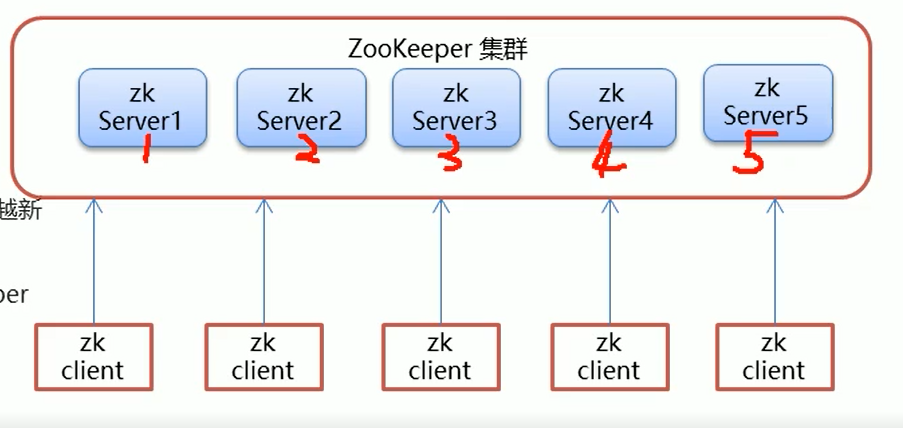 ZooKeeper 集群
zk
Server1
zk
Server2
zk
Server3
zk
Server4
zk
Server5
1
2
3
4
5
越新
per
zk
client
zk
client
zk
client
zk
client
zk
client